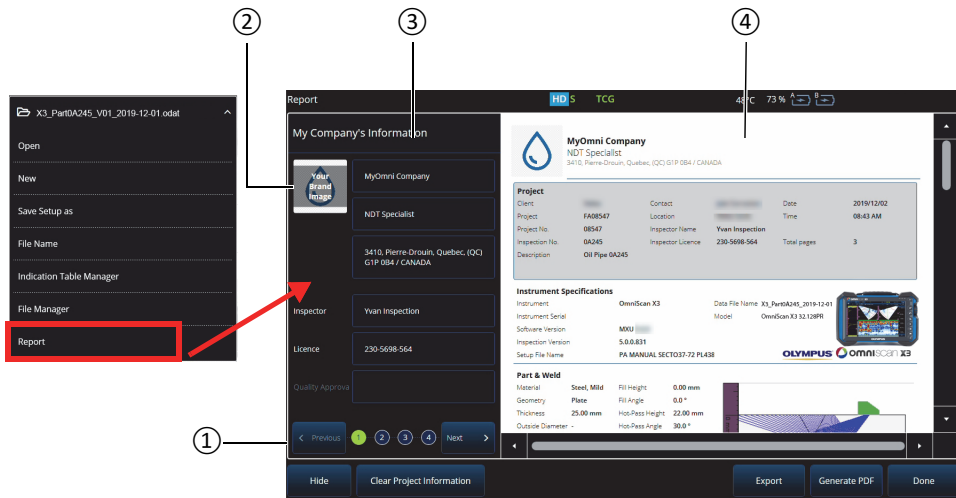 ②
③
④
X3_Part0A245_V01_2019-12-01.odat
Open
New
Save Setup as
File Name
Indication Table Manager
File Manager
Report
Report
HD S TCG
48°C 73 % A B
My Company's Information
Your
Brand
Image
MyOmni Company
NDT Specialist
3410, Pierre-Drouin, Quebec, (QC)
G1P 0B4 / CANADA
Inspector
Yvan Inspection
Licence
230-5698-564
Quality Approva
① 
< Previous 1 2 3 4 Next >
Hide
Clear Project Information
Export
Generate PDF
Done
MyOmni Company
NDT Specialist
3410, Pierre-Drouin, Quebec, (QC) G1P 0B4 / CANADA
Project
Client Contact Date 2019/12/02
Project FA08547 Location Time 08:43 AM
Project No. 08547 Inspector Name Yvan Inspection
Inspection No. 0A245 Inspector Licence 230-5698-564 Total pages 3
Description Oil Pipe 0A245
Instrument Specifications
Instrument OmniScan X3 Data File Name X3_Part0A245_2019-12-01
Instrument Serial Model OmniScan X3 32.128PR
Software Version MXU
Inspection Version 5.0.0.831
Setup File Name PA MANUAL SECTO37-72 PL438
OLYMPUS omniscan X3
Part & Weld
Material Steel, Mild Fill Height 0.00 mm
Geometry Plate Fill Angle 0.0 °
Thickness 25.00 mm Hot-Pass Height 22.00 mm
Outside Diameter - Hot-Pass Angle 30.0 °